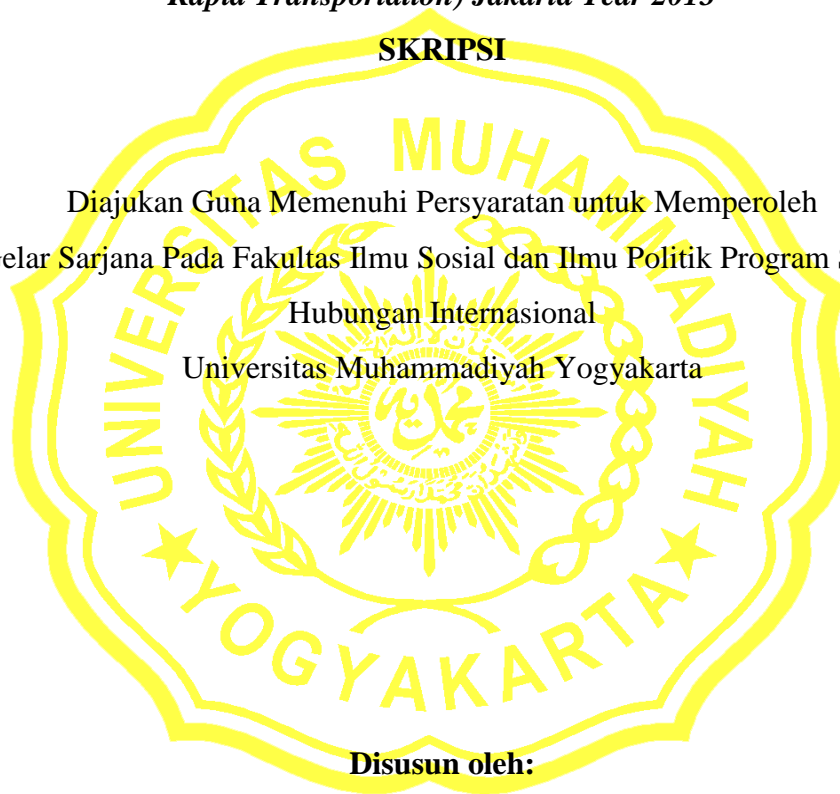 Rapid Transportation) Jakarta Year 2013
SKRIPSI
Diajukan Guna Memenuhi Persyaratan untuk Memperoleh
elar Sarjana Pada Fakultas Ilmu Sosial dan Ilmu Politik Program
Hubungan Internasional
Universitas Muhammadiyah Yogyakarta
UNIVERSITAS MUHAMMADIYAH
★ YOGYAKARTA ★
Disusun oleh: